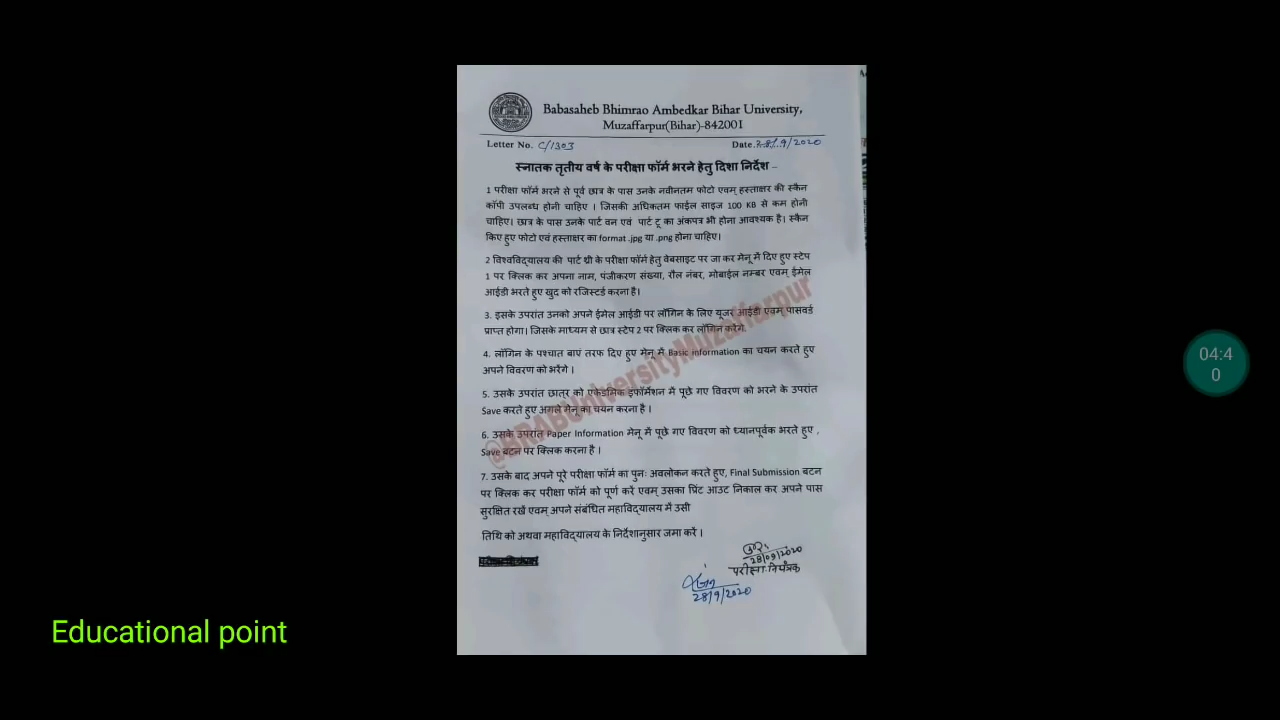 Babasaheb Bhimrao Ambedkar Bihar University,
Muzaffarpur(Bihar)-842001
Letter No. C/1303 Date. 28/9/2020
स्नातक तृतीय वर्ष के परीक्षा फॉर्म भरने हेतु दिशा निर्देश –
1 परीक्षा फॉर्म भरने से पूर्व छात्र के पास उनके नवीनतम फोटो एवम् हस्ताक्षर की स्कैन
कॉपी उपलब्ध होनी चाहिए । जिसकी अधिकतम फाईल साइज 100 KB से कम होनी
चाहिए। छात्र के पास उनके पार्ट वन एवं पार्ट टू का अंकपत्र भी होना आवश्यक है। स्कैन
किए हुए फोटो एवं हस्ताक्षर का format .jpg या .png होना चाहिए।
2 विश्वविद्यालय की पार्ट थ्री के परीक्षा फॉर्म हेतु वेबसाइट पर जा कर मेनू में दिए हुए स्टेप
1 पर क्लिक कर अपना नाम, पंजीकरण संख्या, रौल नंबर, मोबाईल नम्बर एवम् ईमेल
आईडी भरते हुए खुद को रजिस्टर्ड करना है।
3. इसके उपरांत उनको अपने ईमेल आईडी पर लॉगिन के लिए यूजर आईडी एवम् पासवर्ड
प्राप्त होगा। जिसके माध्यम से छात्र स्टेप 2 पर क्लिक कर लॉगिन करेंगे.
4. लॉगिन के पश्चात बाएं तरफ दिए हुए मेनू में Basic information का चयन करते हुए
अपने विवरण को भरेंगे ।
5. उसके उपरांत छात्र को एकेडमिक इंफॉर्मेशन में पूछे गए विवरण को भरने के उपरांत
Save करते हुए अगले मेनू का चयन करना है ।
6. उसके उपरांत Paper Information मेनू में पूछे गए विवरण को ध्यानपूर्वक भरते हुए ,
Save बटन पर क्लिक करना है ।
7. उसके बाद अपने पूरे परीक्षा फॉर्म का पुनः अवलोकन करते हुए, Final Submission बटन
पर क्लिक कर परीक्षा फॉर्म को पूर्ण करें एवम् उसका प्रिंट आउट निकाल कर अपने पास
सुरक्षित रखें एवम् अपने संबंधित महाविद्यालय में उसी
तिथि को अथवा महाविद्यालय के निर्देशानुसार जमा करें ।
@BRABUniversityMuzaffarpur
28/09/2020
परीक्षा नियंत्रक
28/9/2020
Educational point
04:4
0